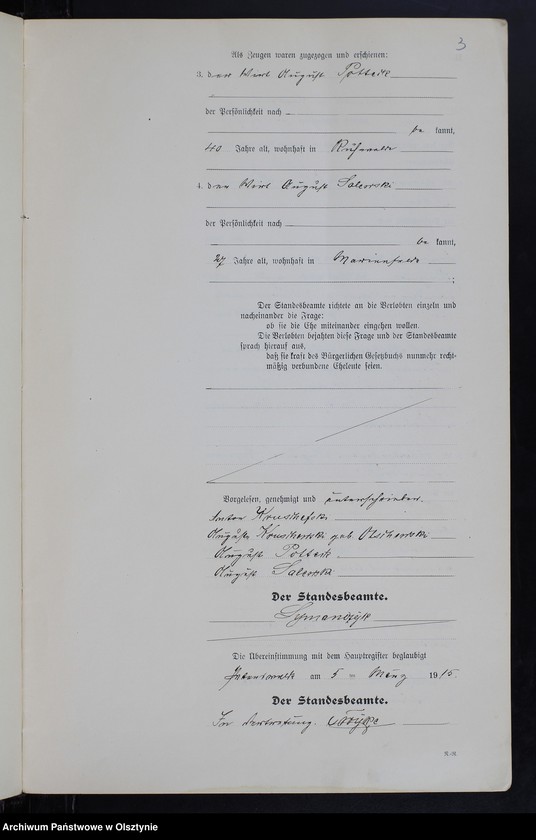 3
Als Zeugen waren zugezogen und erschienen:
3. der Wirt August Pottek
der Persönlichkeit nach
be kannt,
40 Jahre alt, wohnhaft in Ruhwalde
4. der Wirt August Salewski
der Persönlichkeit nach
be kannt,
27 Jahre alt, wohnhaft in Marienfelde
;
Der Standesbeamte richtete an die Verlobten einzeln und
nacheinander die Frage:
ob sie die Ehe miteinander eingehen wollen.
Die Verlobten bejahten diese Frage und der Standesbeamte
sprach hierauf aus,
daß sie kraft des Bürgerlichen Gesetzbuchs nunmehr recht-
mäßig verbundene Eheleute seien.
Vorgelesen, genehmigt und unterschrieben.
August Pottek
August Salewski
Der Standesbeamte.
Symanzik
Die Übereinstimmung mit dem Hauptregister beglaubigt
am 5 ten März 1915.
Der Standesbeamte.
In Vertretung.
Archiwum Państwowe w Olsztynie